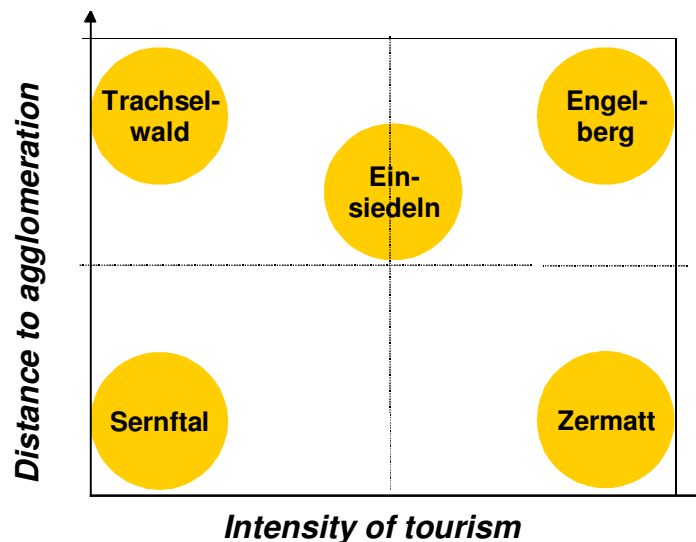 Distance to agglomeration
Trachsel-
wald
Engel-
berg
Ein-
siedeln
Sernftal
Zermatt
Intensity of tourism